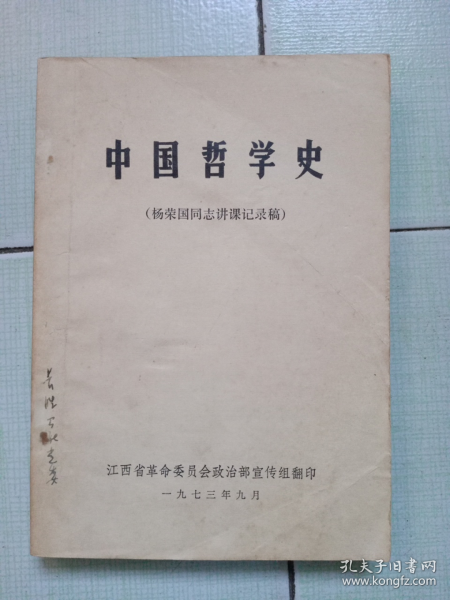 中国哲学史
(杨荣国同志讲课记录稿)
江西省革命委员会政治部宣传组翻印
一九七三年九月
孔夫子旧书网
www.kongfz.com